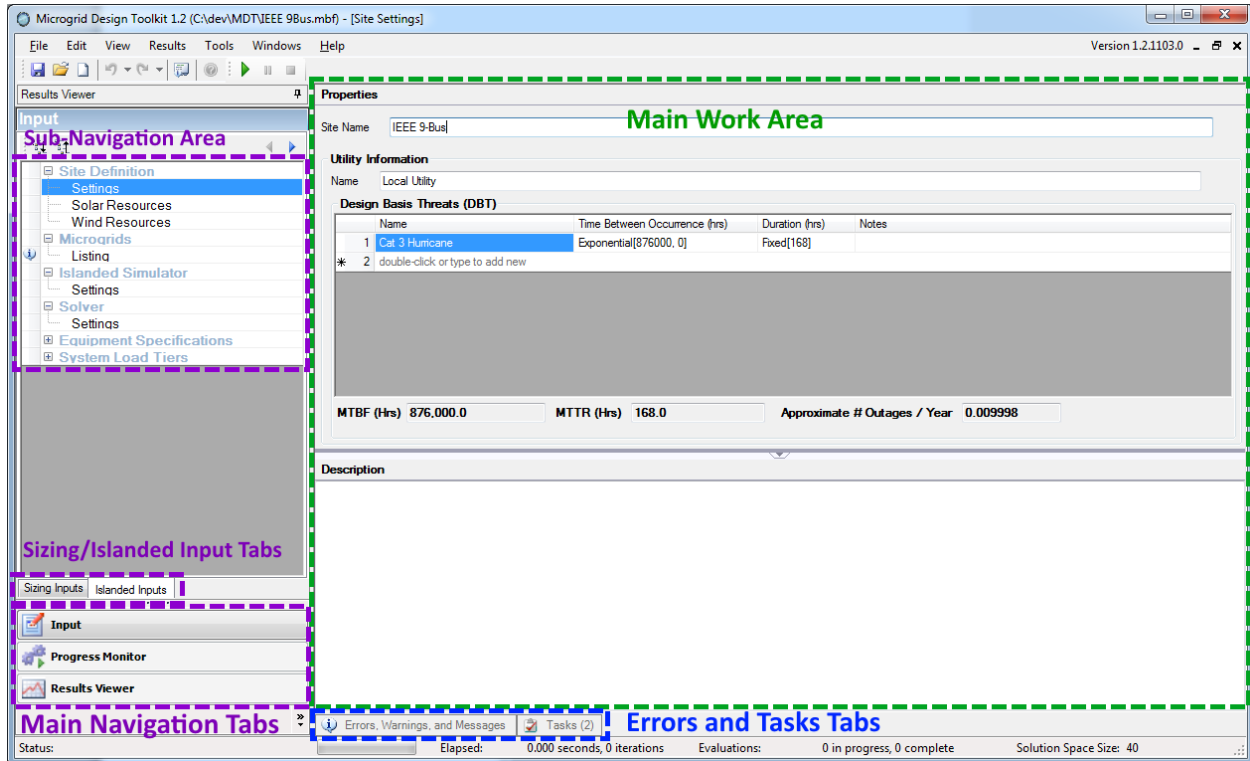 Microgrid Design Toolkit 1.2 (C:\dev\MDT\IEEE 9Bus.mbf) - [Site Settings]
File Edit View Results Tools Windows Help Version 1.2.1103.0
Results Viewer
Input
Sub-Navigation Area
Site Definition
Settings
Solar Resources
Wind Resources
Microgrids
Listing
Islanded Simulator
Settings
Solver
Settings
Equipment Specifications
System Load Tiers
Sizing/Islanded Input Tabs
Sizing Inputs Islanded Inputs
Input
Progress Monitor
Results Viewer
Main Navigation Tabs
Properties
Main Work Area
Site Name IEEE 9-Bus
Utility Information
Name Local Utility
Design Basis Threats (DBT)
Name Time Between Occurrence (hrs) Duration (hrs) Notes
1 Cat 3 Hurricane Exponential[876000, 0] Fixed[168]
* 2 double-click or type to add new
MTBF (Hrs) 876,000.0 MTTR (Hrs) 168.0 Approximate # Outages / Year 0.009998
Description
Errors, Warnings, and Messages Tasks (2) Errors and Tasks Tabs
Status: Elapsed: 0.000 seconds, 0 iterations Evaluations: 0 in progress, 0 complete Solution Space Size: 40